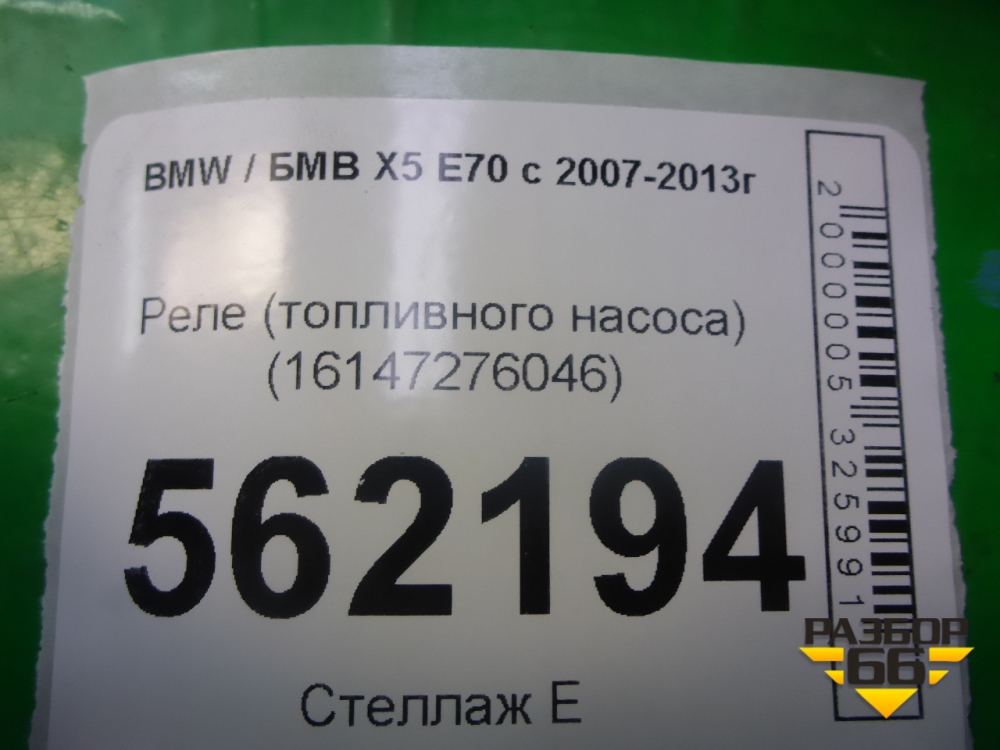 BMW / БМВ X5 E70 с 2007-2013г
Реле (топливного насоса)
(16147276046)
562194
Стеллаж E
2000005325991
РАЗБОР
66